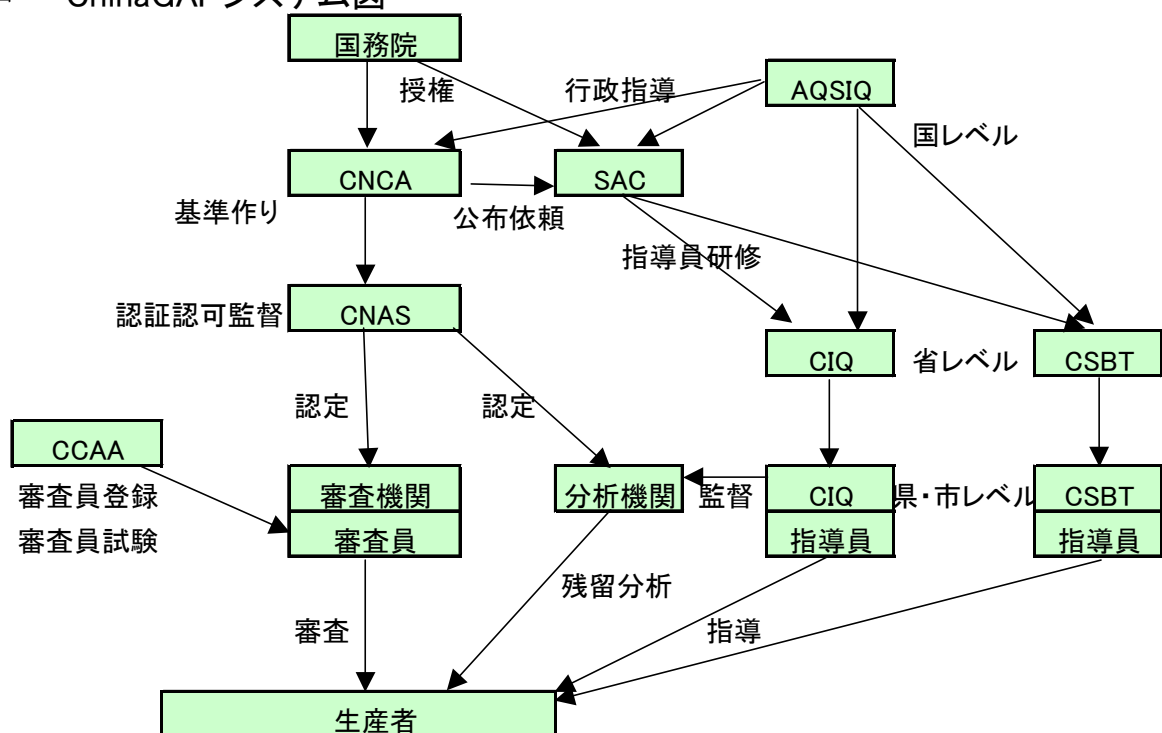 ChinaGAPシステム図
国務院
授権
行政指導
AQSIQ
国レベル
CNCA
SAC
基準作り
公布依頼
指導員研修
認証認可監督
CNAS
CIQ
省レベル
CSBT
認定
認定
CCAA
審査員登録
審査員試験
審査機関
審査員
分析機関
監督
CIQ
指導員
県・市レベル
CSBT
指導員
残留分析
審査
指導
生産者